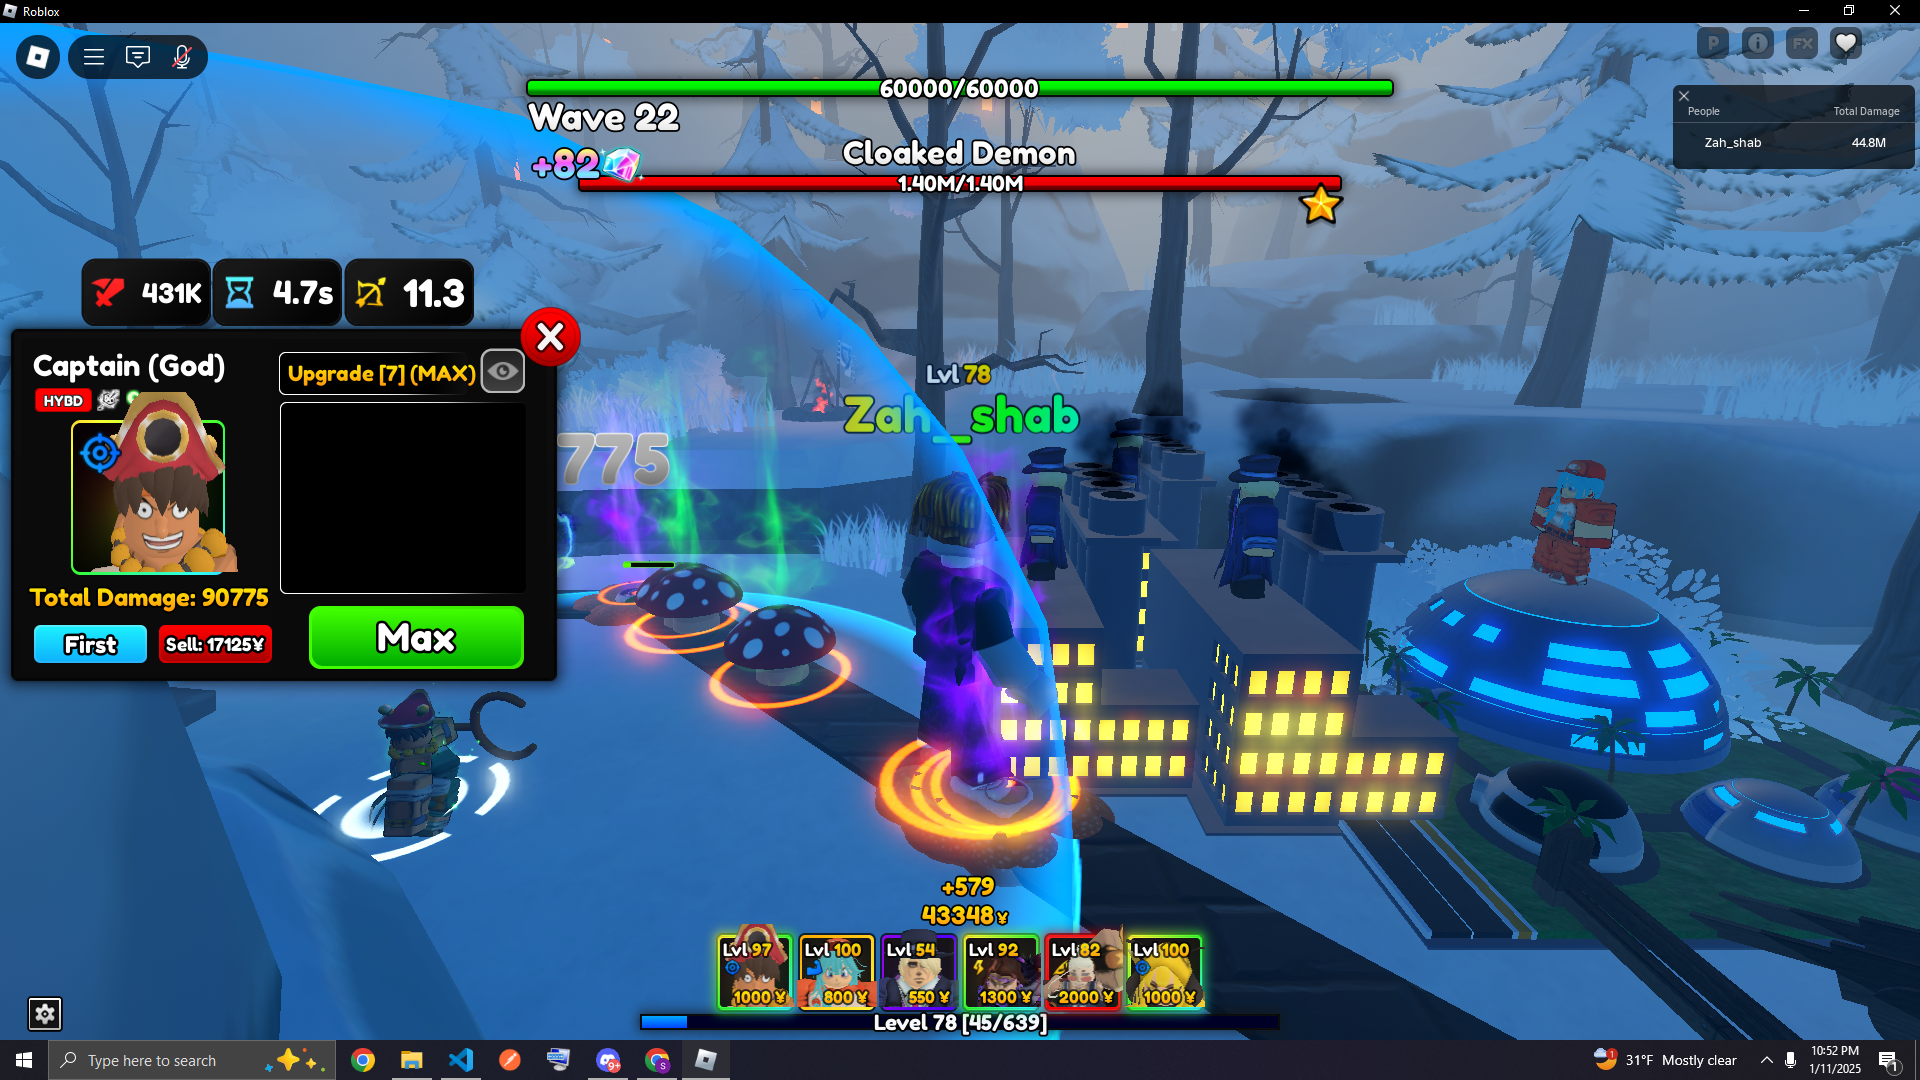 Roblox
P
FX
60000/60000
Wave 22
+82
Cloaked Demon
1.40M/1.40M
People
Total Damage
Zah_shab
44.8M
431K
4.7s
11.3
Captain (God)
HYBD
Upgrade [7] (MAX)
Total Damage: 90775
First
Sell: 17125¥
Max
775
Lvl 78
Zah_shab
+579
43348¥
Lvl 97
1000 ¥
Lvl 100
800 ¥
Lvl 54
550 ¥
Lvl 92
1300 ¥
Lvl 82
2000 ¥
Lvl 100
1000 ¥
Level 78 [45/639]
Type here to search
9+
S
1
31°F Mostly clear
10:52 PM
1/11/2025
1